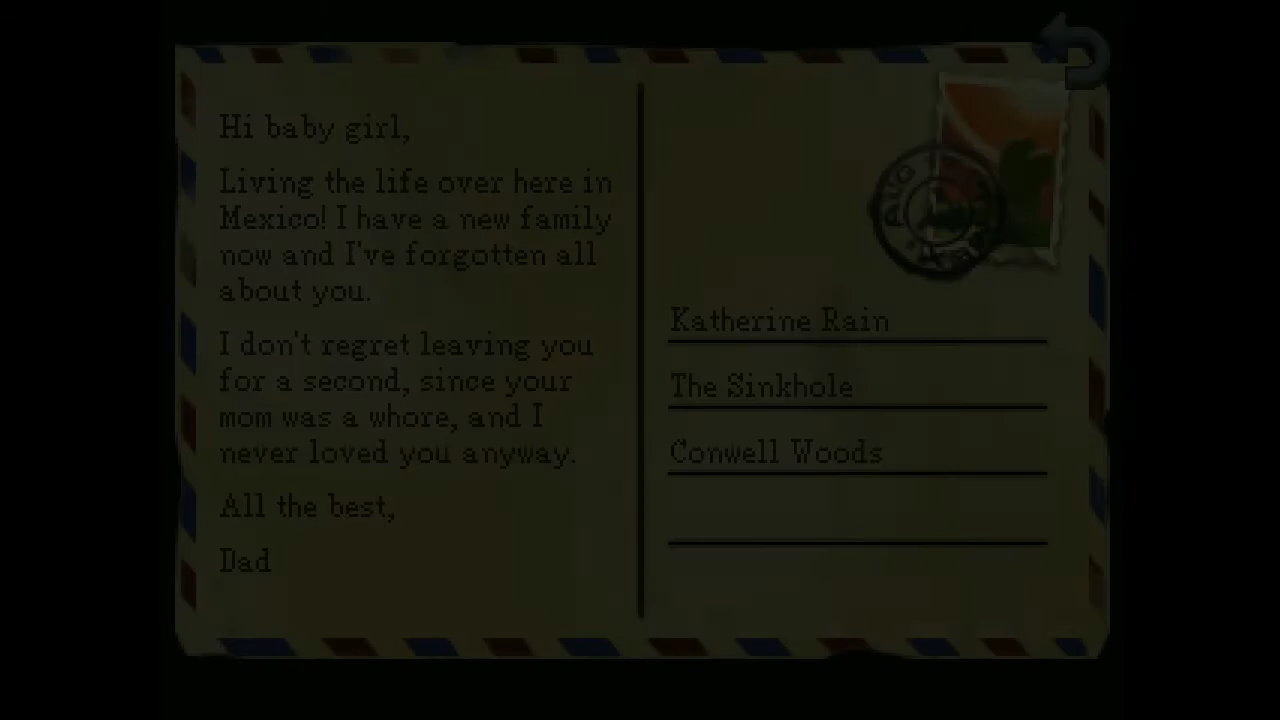 Hi baby girl,
Living the life over here in
Mexico! I have a new family
now and I've forgotten all
about you.
I don't regret leaving you
for a second, since your
mom was a whore, and I
never loved you anyway.
All the best,
Dad
Katherine Rain
The Sinkhole
Conwell Woods